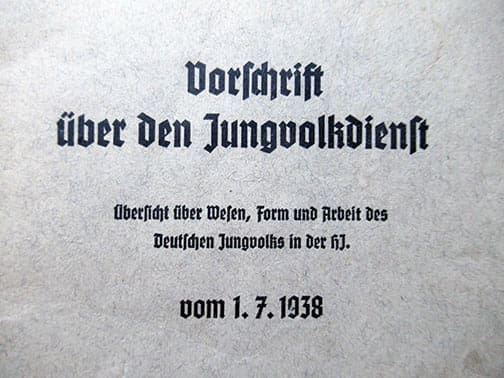 Vorſchrift
über den Jungvolkdienſt
Überſicht über Weſen, Form und Arbeit des
Deutſchen Jungvolks in der HJ.
vom 1. 7. 1938